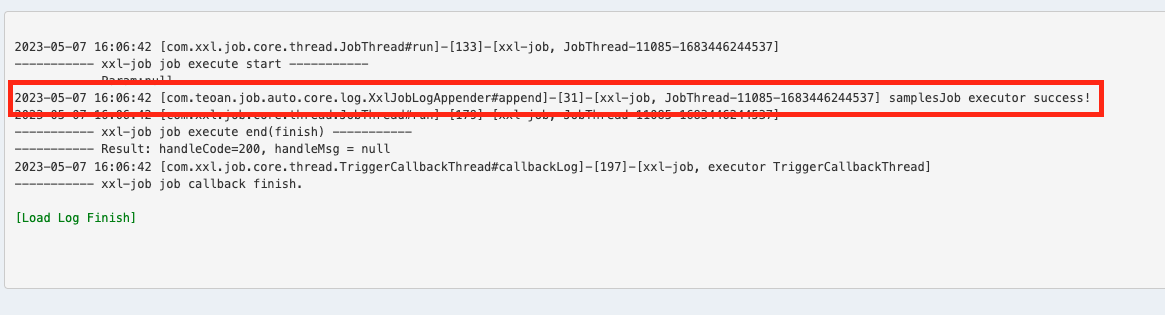 2023-05-07 16:06:42 [com.xxl.job.core.thread.JobThread#run]-[133]-[xxl-job, JobThread-11085-1683446244537]
----------- xxl-job job execute start -----------
----------- Param:null
2023-05-07 16:06:42 [com.teoan.job.auto.core.log.XxlJobLogAppender#append]-[31]-[xxl-job, JobThread-11085-1683446244537] samplesJob executor success!
2023-05-07 16:06:42 [com.xxl.job.core.thread.JobThread#run]-[179]-[xxl-job, JobThread-11085-1683446244537]
----------- xxl-job job execute end(finish) -----------
----------- Result: handleCode=200, handleMsg = null
2023-05-07 16:06:42 [com.xxl.job.core.thread.TriggerCallbackThread#callbackLog]-[197]-[xxl-job, executor TriggerCallbackThread]
----------- xxl-job job callback finish.
[Load Log Finish]